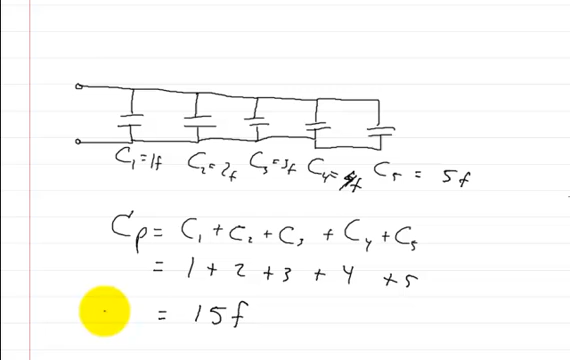 C₁=1f C₂=2f C₃=3f C₄=4f C₅ = 5f
Cp = C₁ + C₂ + C₃ + C₄ + C₅
= 1 + 2 + 3 + 4 + 5
= 15f